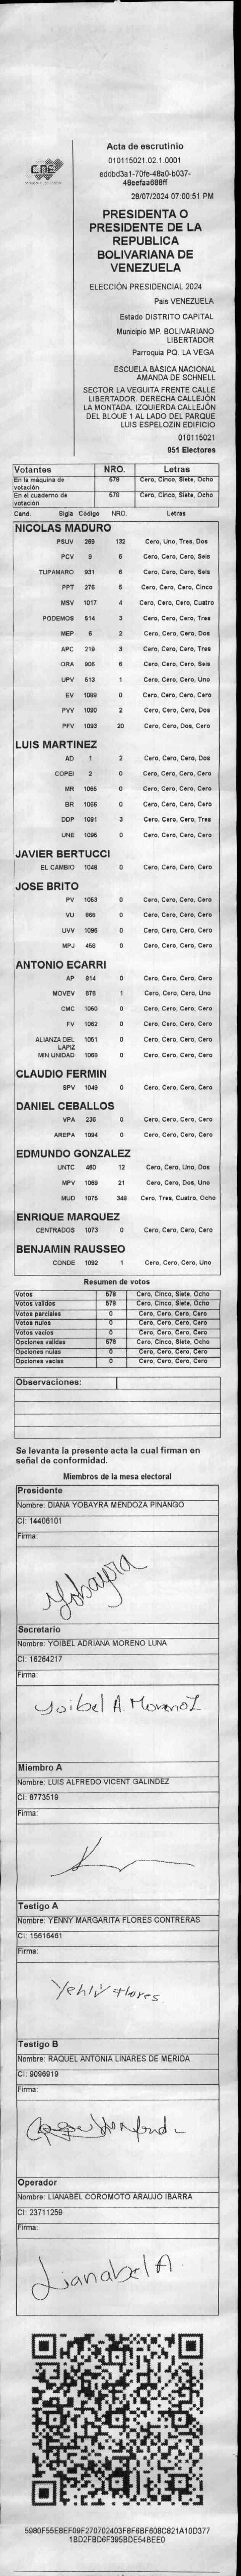 CNE
Acta de escrutinio
010115021.02.1.0001
eddbd3a1-70fe-48a0-b037-
48eefaa688ff
28/07/2024 07:00:51 PM
PRESIDENTA O
PRESIDENTE DE LA
REPUBLICA
BOLIVARIANA DE
VENEZUELA
ELECCIÓN PRESIDENCIAL 2024
Pais VENEZUELA
Estado DISTRITO CAPITAL
Municipio MP. BOLIVARIANO
LIBERTADOR
Parroquia PQ. LA VEGA
ESCUELA BÁSICA NACIONAL
AMANDA DE SCHNELL
SECTOR LA VEGUITA FRENTE CALLE
LIBERTADOR. DERECHA CALLEJÓN
LA MONTADA. IZQUIERDA CALLEJÓN
DEL BLOUE 1 AL LADO DEL PARQUE
LUIS ESPELOZIN EDIFICIO
010115021
951 Electores
Votantes NRO. Letras
En la máquina de votación 578 Cero, Cinco, Siete, Ocho
En el cuaderno de votación 578 Cero, Cinco, Siete, Ocho
Cand. Sigla Código NRO. Letras
NICOLAS MADURO
PSUV 269 132 Cero, Uno, Tres, Dos
PCV 9 6 Cero, Cero, Cero, Seis
TUPAMARO 931 6 Cero, Cero, Cero, Seis
PPT 276 5 Cero, Cero, Cero, Cinco
MSV 1017 4 Cero, Cero, Cero, Cuatro
PODEMOS 514 3 Cero, Cero, Cero, Tres
MEP 6 2 Cero, Cero, Cero, Dos
APC 219 3 Cero, Cero, Cero, Tres
ORA 906 6 Cero, Cero, Cero, Seis
UPV 513 1 Cero, Cero, Cero, Uno
EV 1089 0 Cero, Cero, Cero, Cero
PVV 1090 2 Cero, Cero, Cero, Dos
PFV 1093 20 Cero, Cero, Dos, Cero
LUIS MARTINEZ
AD 1 2 Cero, Cero, Cero, Dos
COPEI 2 0 Cero, Cero, Cero, Cero
MR 1065 0 Cero, Cero, Cero, Cero
BR 1066 0 Cero, Cero, Cero, Cero
DDP 1091 3 Cero, Cero, Cero, Tres
UNE 1095 0 Cero, Cero, Cero, Cero
JAVIER BERTUCCI
EL CAMBIO 1048 0 Cero, Cero, Cero, Cero
JOSE BRITO
PV 1053 0 Cero, Cero, Cero, Cero
VU 868 0 Cero, Cero, Cero, Cero
UVV 1096 0 Cero, Cero, Cero, Cero
MPJ 458 0 Cero, Cero, Cero, Cero
ANTONIO ECARRI
AP 814 0 Cero, Cero, Cero, Cero
MOVEV 878 1 Cero, Cero, Cero, Uno
CMC 1050 0 Cero, Cero, Cero, Cero
FV 1062 0 Cero, Cero, Cero, Cero
ALIANZA DEL LAPIZ 1051 0 Cero, Cero, Cero, Cero
MIN UNIDAD 1068 0 Cero, Cero, Cero, Cero
CLAUDIO FERMIN
SPV 1049 0 Cero, Cero, Cero, Cero
DANIEL CEBALLOS
VPA 236 0 Cero, Cero, Cero, Cero
AREPA 1094 0 Cero, Cero, Cero, Cero
EDMUNDO GONZALEZ
UNTC 460 12 Cero, Cero, Uno, Dos
MPV 1069 21 Cero, Cero, Dos, Uno
MUD 1075 348 Cero, Tres, Cuatro, Ocho
ENRIQUE MARQUEZ
CENTRADOS 1073 0 Cero, Cero, Cero, Cero
BENJAMIN RAUSSEO
CONDE 1092 1 Cero, Cero, Cero, Uno
Resumen de votos
Votos 578 Cero, Cinco, Siete, Ocho
Votos validos 578 Cero, Cinco, Siete, Ocho
Votos parciales 0 Cero, Cero, Cero, Cero
Votos nulos 0 Cero, Cero, Cero, Cero
Votos vacios 0 Cero, Cero, Cero, Cero
Opciones validas 578 Cero, Cinco, Siete, Ocho
Opciones nulas 0 Cero, Cero, Cero, Cero
Opciones vacias 0 Cero, Cero, Cero, Cero
Observaciones:
Se levanta la presente acta la cual firman en
señal de conformidad.
Miembros de la mesa electoral
Presidente
Nombre: DIANA YOBAYRA MENDOZA PIÑANGO
CI: 14406101
Firma:
Yobayra
Secretario
Nombre: YOIBEL ADRIANA MORENO LUNA
CI: 16264217
Firma:
Yoibel A. Moreno L
Miembro A
Nombre: LUIS ALFREDO VICENT GALINDEZ
CI: 8773519
Firma:
Testigo A
Nombre: YENNY MARGARITA FLORES CONTRERAS
CI: 15616461
Firma:
Yenny Flores
Testigo B
Nombre: RAQUEL ANTONIA LINARES DE MERIDA
CI: 9096919
Firma:
Operador
Nombre: LIANABEL COROMOTO ARAUJO IBARRA
CI: 23711259
Firma:
Lianabel A.
5980F55E8EF09F270702403F8F6BF608C821A10D377
1BD2FBD6F395BDE54BEE0